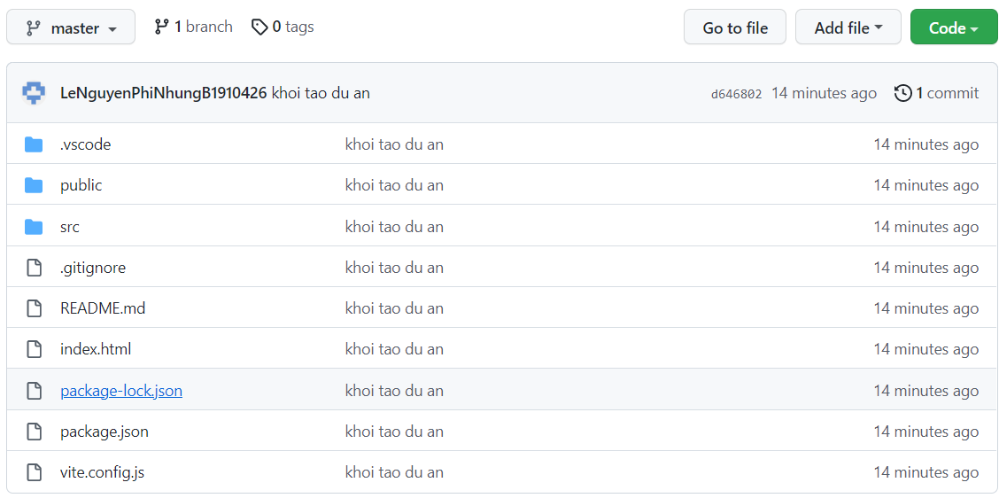 master 1 branch 0 tags Go to file Add file Code
LeNguyenPhiNhungB1910426 khoi tao du an d646802 14 minutes ago 1 commit
.vscode khoi tao du an 14 minutes ago
public khoi tao du an 14 minutes ago
src khoi tao du an 14 minutes ago
.gitignore khoi tao du an 14 minutes ago
README.md khoi tao du an 14 minutes ago
index.html khoi tao du an 14 minutes ago
package-lock.json khoi tao du an 14 minutes ago
package.json khoi tao du an 14 minutes ago
vite.config.js khoi tao du an 14 minutes ago